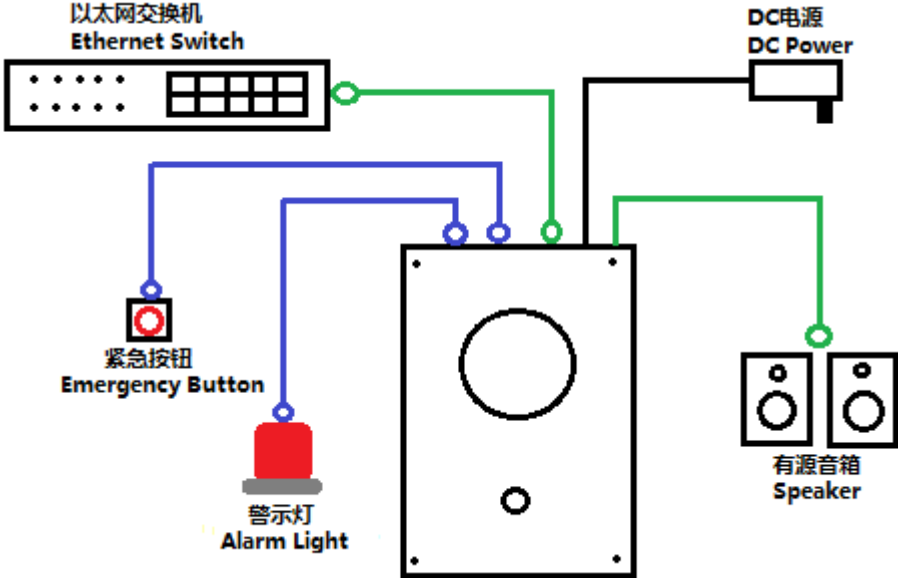 以太网交换机
Ethernet Switch
DC电源
DC Power
紧急按钮
Emergency Button
警示灯
Alarm Light
有源音箱
Speaker